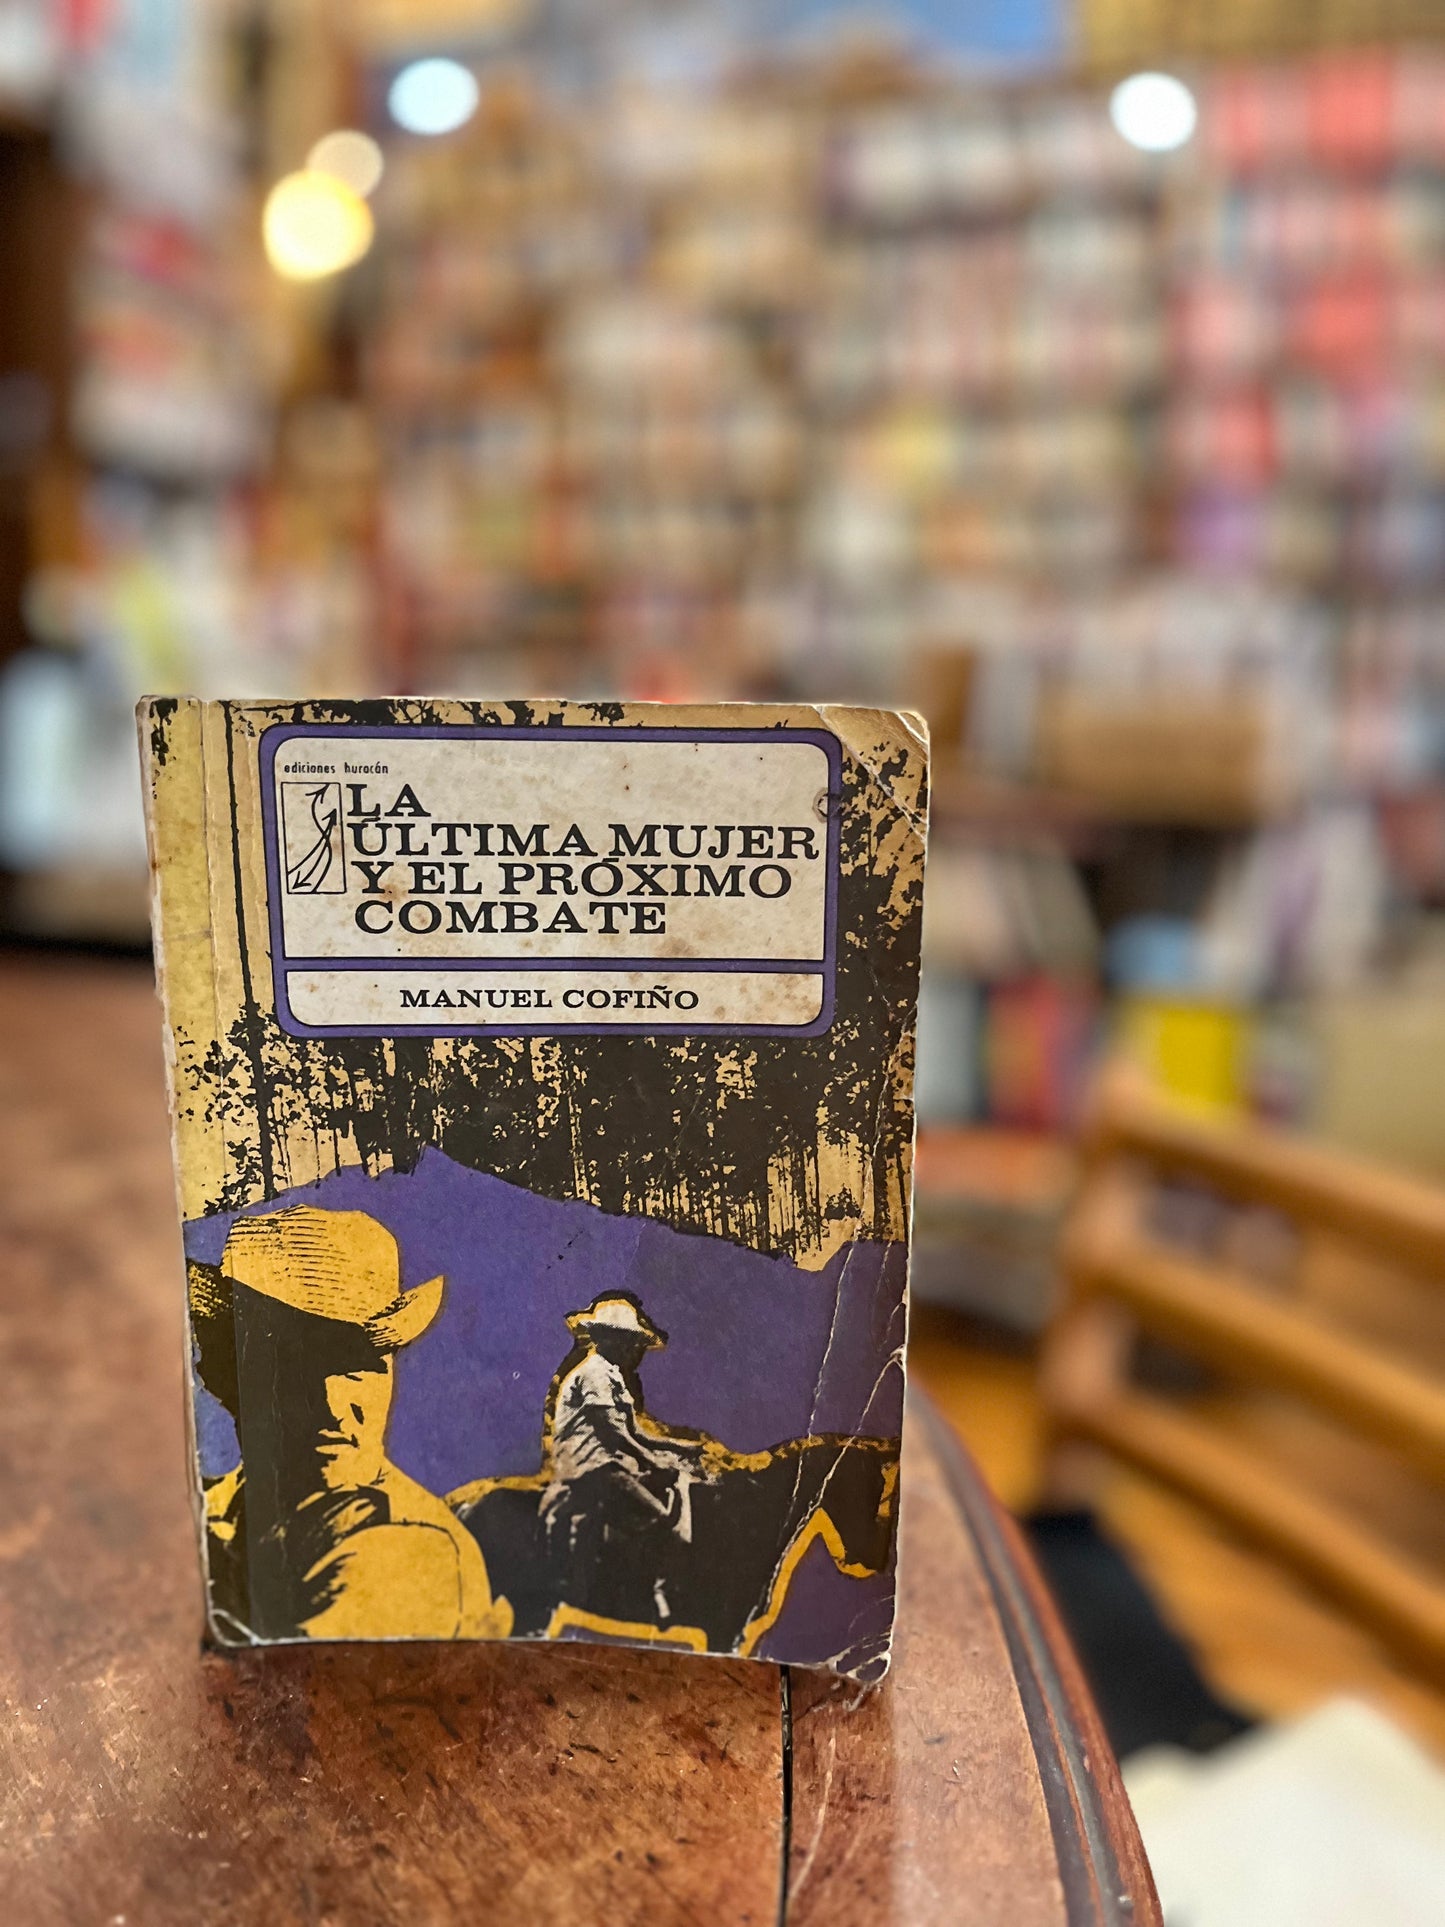 ediciones huracán
LA
ÚLTIMA MUJER
Y EL PRÓXIMO
COMBATE
MANUEL COFIÑO